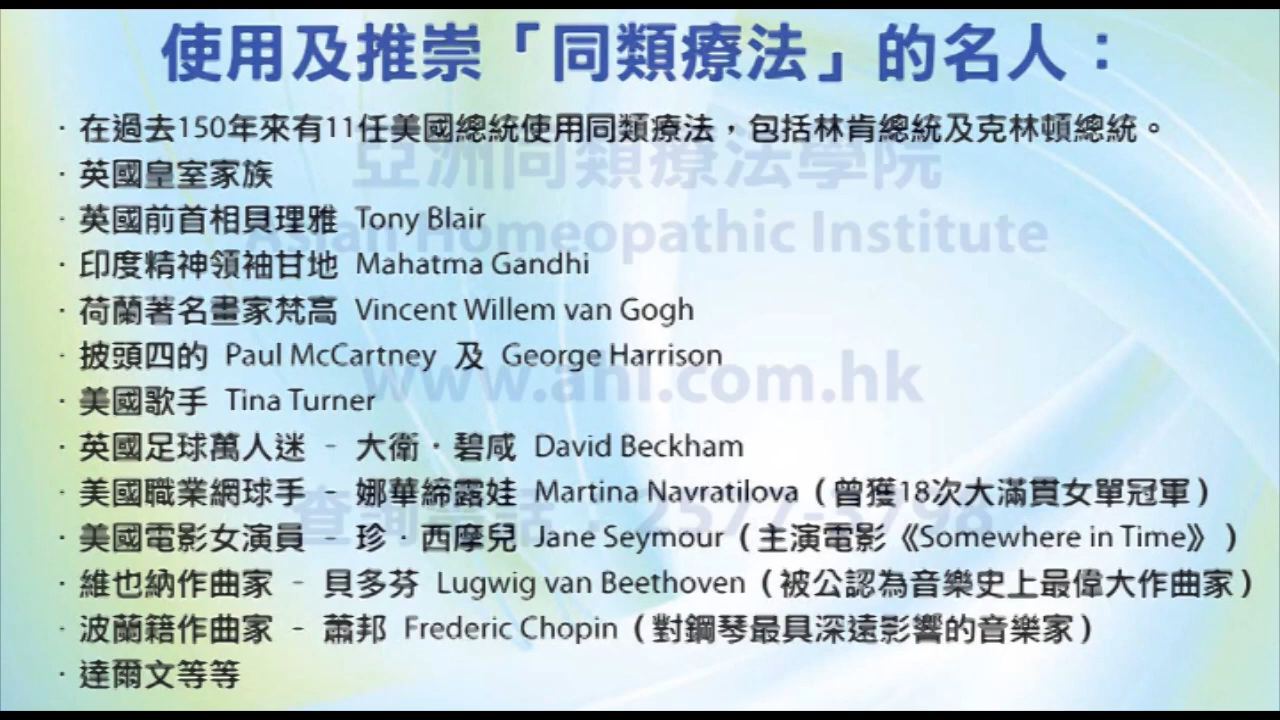 使用及推崇「同類療法」的名人：
· 在過去150年來有11任美國總統使用同類療法，包括林肯總統及克林頓總統。
亞洲同類療法學院
· 英國皇室家族
· 英國前首相貝理雅 Tony Blair
Asian Homeopathic Institute
· 印度精神領袖甘地 Mahatma Gandhi
· 荷蘭著名畫家梵高 Vincent Willem van Gogh
· 披頭四的 Paul McCartney 及 George Harrison
www.ahi.com.hk
· 美國歌手 Tina Turner
· 英國足球萬人迷 - 大衛·碧咸 David Beckham
· 美國職業網球手 - 娜華締露娃 Martina Navratilova（曾獲18次大滿貫女單冠軍）
查詢電話：2577-3798
· 美國電影女演員 - 珍·西摩兒 Jane Seymour（主演電影《Somewhere in Time》）
· 維也納作曲家 - 貝多芬 Lugwig van Beethoven（被公認為音樂史上最偉大作曲家）
· 波蘭籍作曲家 - 蕭邦 Frederic Chopin（對鋼琴最具深遠影響的音樂家）
· 達爾文等等